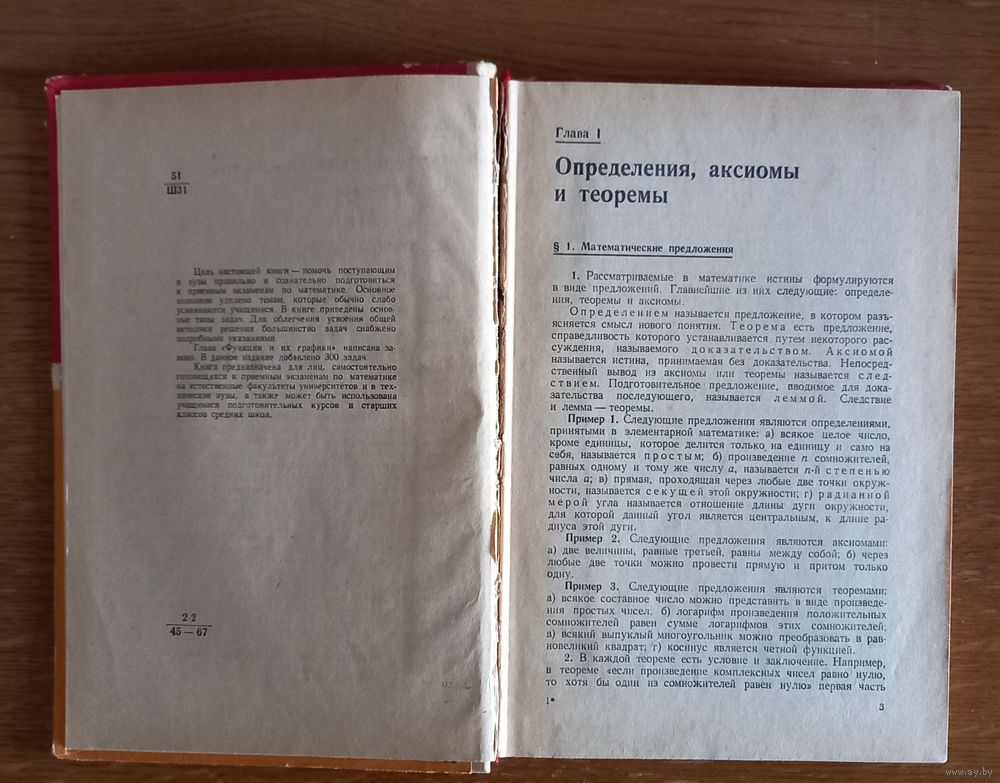 51
Ш31
Цель настоящей книги — помочь поступающим
в вузы правильно и сознательно подготовиться
к приемным экзаменам по математике. Основное
внимание уделено темам, которые обычно слабо
усваиваются учащимися. В книге приведены основ-
ные типы задач. Для облегчения усвоения общей
методики решения большинство задач снабжено
подробными указаниями.
Глава «Функции и их графики» написана за-
ново. В данное издание добавлено 300 задач.
Книга предназначена для лиц, самостоятельно
готовящихся к приемным экзаменам по математике
на естественные факультеты университетов и в тех-
нические вузы, а также может быть использована
учащимися подготовительных курсов и старших
классов средних школ.
2-2
45 — 67
Глава I
Определения, аксиомы
и теоремы
§ 1. Математические предложения
1. Рассматриваемые в математике истины формулируются
в виде предложений. Главнейшие из них следующие: определе-
ния, теоремы и аксиомы.
Определением называется предложение, в котором разъ-
ясняется смысл нового понятия. Теорема есть предложение,
справедливость которого устанавливается путем некоторого рас-
суждения, называемого доказательством. Аксиомой
называется истина, принимаемая без доказательства. Непосред-
ственный вывод из аксиомы или теоремы называется след-
ствием. Подготовительное предложение, вводимое для дока-
зательства последующего, называется леммой. Следствие
и лемма — теоремы.
Пример 1. Следующие предложения являются определениями,
принятыми в элементарной математике: а) всякое целое число,
кроме единицы, которое делится только на единицу и само на
себя, называется простым; б) произведение n сомножителей,
равных одному и тому же числу a, называется n-й степенью
числа a; в) прямая, проходящая через любые две точки окруж-
ности, называется секущей этой окружности; г) радианной
мерой угла называется отношение длины дуги окружности,
для которой данный угол является центральным, к длине ра-
диуса этой дуги.
Пример 2. Следующие предложения являются аксиомами:
а) две величины, равные третьей, равны между собой; б) через
любые две точки можно провести прямую и притом только
одну.
Пример 3. Следующие предложения являются теоремами:
а) всякое составное число можно представить в виде произведе-
ния простых чисел; б) логарифм произведения положительных
сомножителей равен сумме логарифмов этих сомножителей;
в) всякий выпуклый многоугольник можно преобразовать в рав-
новеликий квадрат; г) косинус является четной функцией.
2. В каждой теореме есть условие и заключение. Например,
в теореме «если произведение комплексных чисел равно нулю,
то хотя бы один из сомножителей равен нулю» первая часть
1*
3
www.ay.by